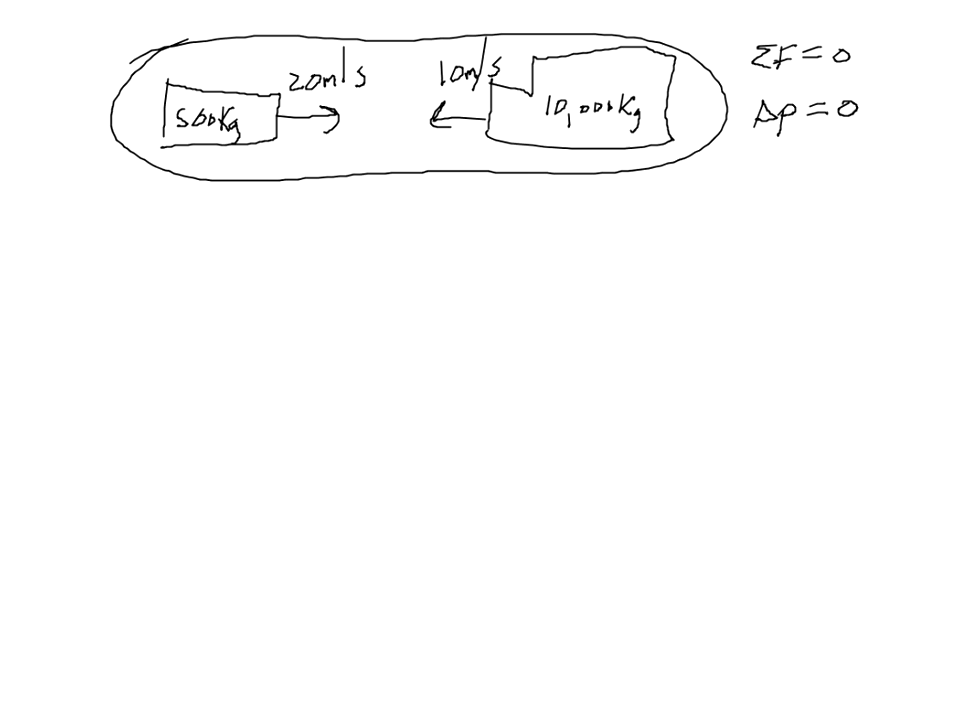 20m/s
10m/s
500Kg
10,000Kg
ΣF = 0
Δp = 0